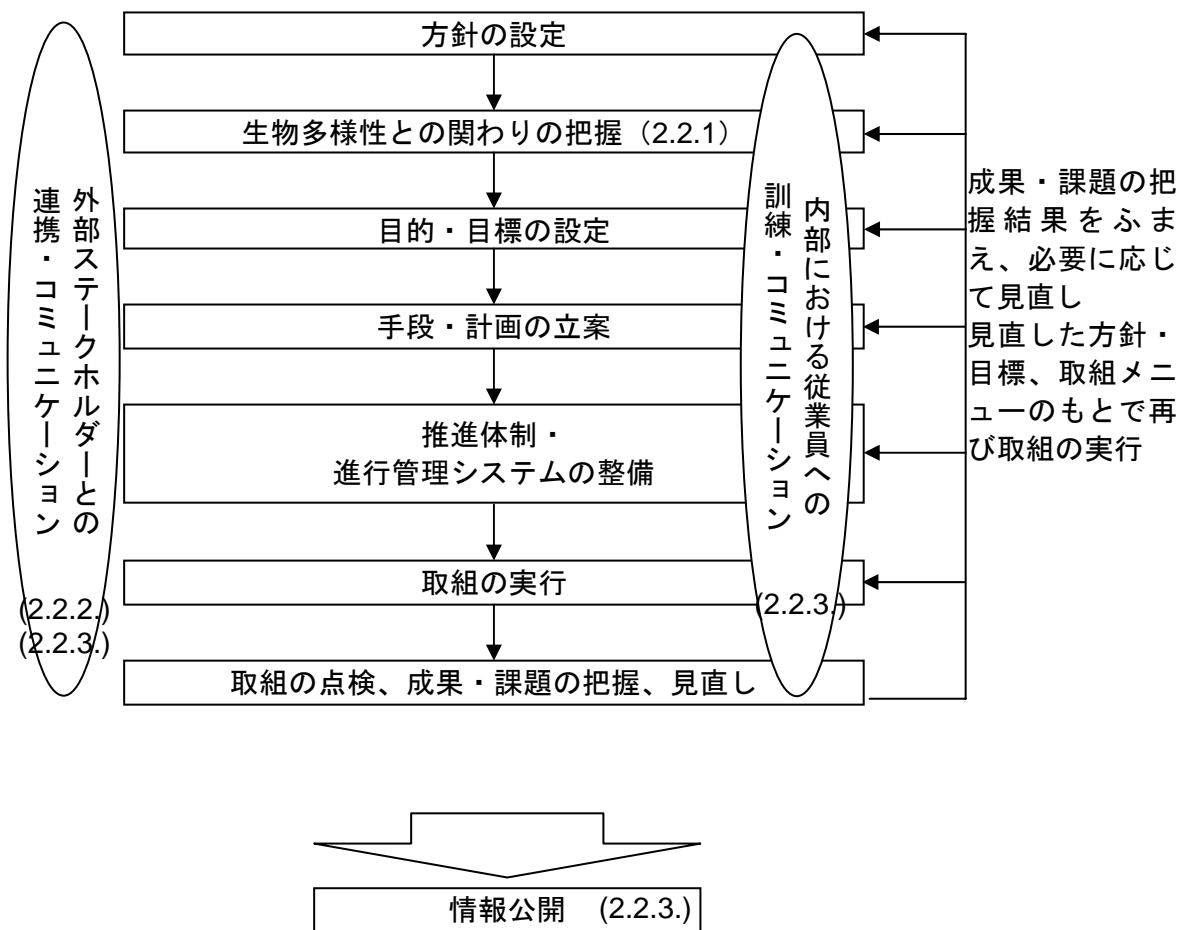 方針の設定
生物多様性との関わりの把握（2.2.1）
目的・目標の設定
手段・計画の立案
推進体制・
進行管理システムの整備
取組の実行
取組の点検、成果・課題の把握、見直し
外部ステークホルダーとの
連携・コミュニケーション
(2.2.2.)
(2.2.3.)
内部における従業員への
訓練・コミュニケーション
(2.2.3.)
成果・課題の把
握結果をふま
え、必要に応じ
て見直し
見直した方針・
目標、取組メニ
ューのもとで再
び取組の実行
情報公開 (2.2.3.)